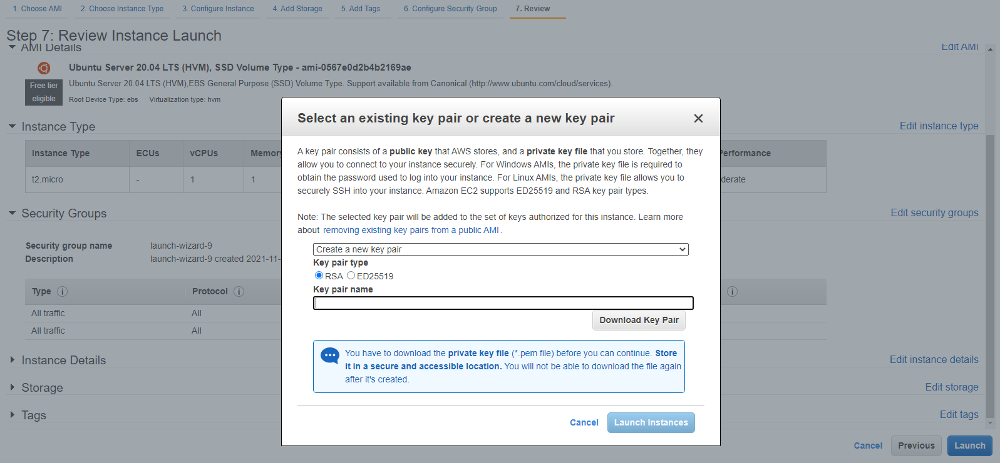 1. Choose AMI 2. Choose Instance Type 3. Configure Instance 4. Add Storage 5. Add Tags 6. Configure Security Group 7. Review
Step 7: Review Instance Launch
AMI Details Edit AMI
Ubuntu Server 20.04 LTS (HVM), SSD Volume Type - ami-0567e0d2b4b2169ae
Free tier
eligible
Ubuntu Server 20.04 LTS (HVM),EBS General Purpose (SSD) Volume Type. Support available from Canonical (http://www.ubuntu.com/cloud/services).
Root Device Type: ebs Virtualization type: hvm
Instance Type Edit instance type
Instance Type ECUs vCPUs Memory Performance
t2.micro - 1 1 derate
Security Groups Edit security groups
Security group name launch-wizard-9
Description launch-wizard-9 created 2021-11-
Type Protocol
All traffic All
All traffic All
Instance Details Edit instance details
Storage Edit storage
Tags Edit tags
Cancel Previous Launch
Select an existing key pair or create a new key pair
A key pair consists of a public key that AWS stores, and a private key file that you store. Together, they
allow you to connect to your instance securely. For Windows AMIs, the private key file is required to
obtain the password used to log into your instance. For Linux AMIs, the private key file allows you to
securely SSH into your instance. Amazon EC2 supports ED25519 and RSA key pair types.
Note: The selected key pair will be added to the set of keys authorized for this instance. Learn more
about removing existing key pairs from a public AMI.
Create a new key pair
Key pair type
RSA ED25519
Key pair name
Download Key Pair
You have to download the private key file (*.pem file) before you can continue. Store
it in a secure and accessible location. You will not be able to download the file again
after it's created.
Cancel Launch Instances